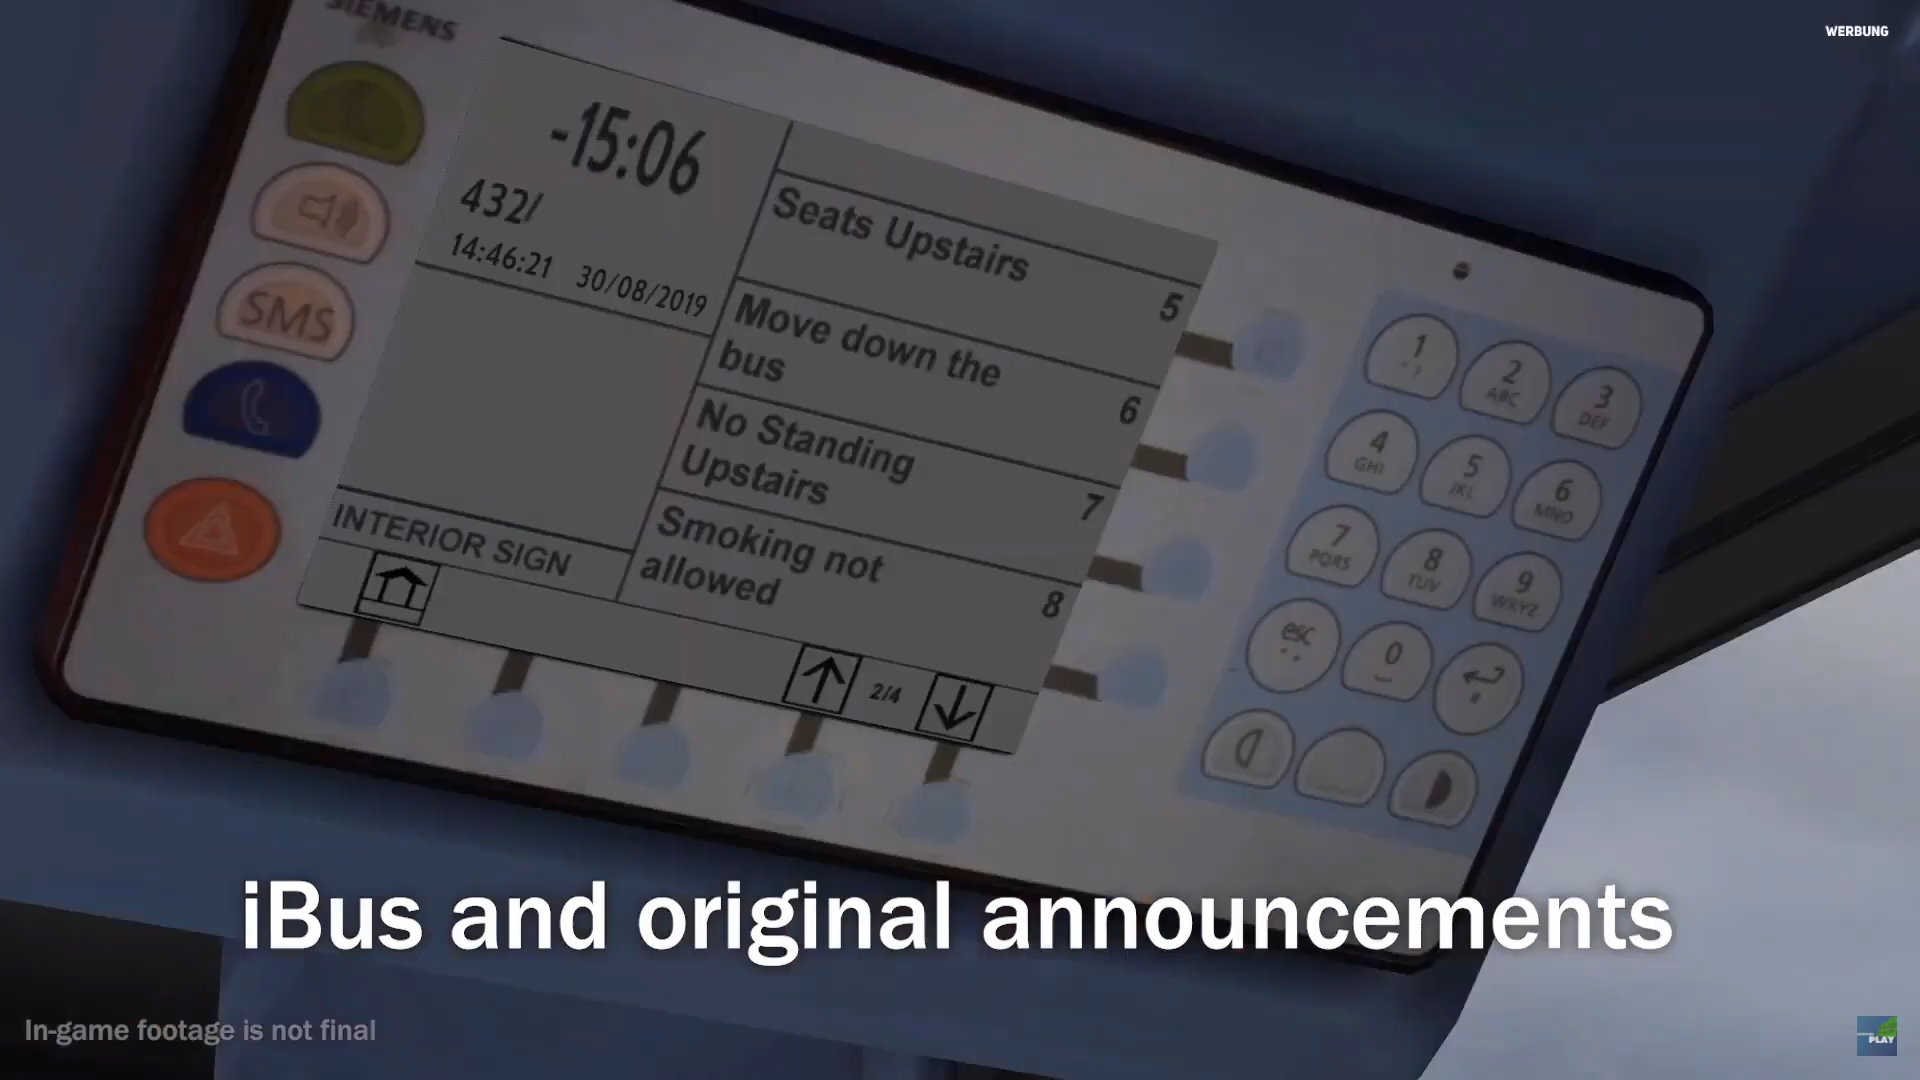 WERBUNG
SIEMENS
-15:06
432/
14:46:21 30/08/2019
Seats Upstairs
5
Move down the
bus
6
No Standing
Upstairs
7
Smoking not
allowed
8
INTERIOR SIGN
2/4
SMS
1
2
ABC
3
DEF
4
GHI
5
JKL
6
MNO
7
PQRS
8
TUV
9
WXYZ
esc
0
iBus and original announcements
In-game footage is not final
PLAY